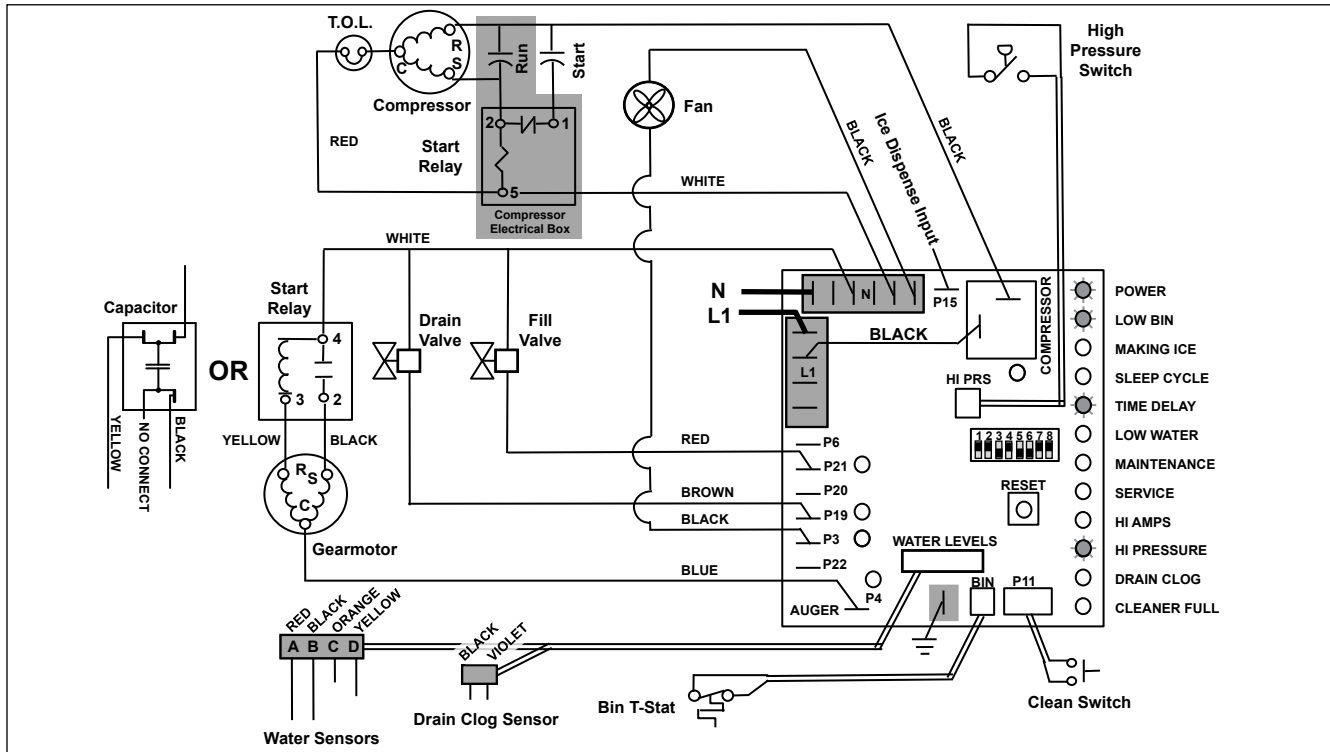 T.O.L.
R
S
C
Compressor
Run
Start
High
Pressure
Switch
Fan
RED
2
1
Start
Relay
5
Compressor
Electrical Box
WHITE
BLACK
Ice Dispense Input
BLACK
WHITE
Capacitor
YELLOW
NO CONNECT
BLACK
OR
Start
Relay
4
3
2
YELLOW
BLACK
R
S
C
Gearmotor
Drain
Valve
Fill
Valve
N
L1
N
P15
L1
BLACK
COMPRESSOR
HI PRS
1 2 3 4 5 6 7 8
RESET
RED
P6
P21
P20
BROWN
P19
BLACK
P3
P22
BLUE
P4
AUGER
WATER LEVELS
BIN
P11
POWER
LOW BIN
MAKING ICE
SLEEP CYCLE
TIME DELAY
LOW WATER
MAINTENANCE
SERVICE
HI AMPS
HI PRESSURE
DRAIN CLOG
CLEANER FULL
RED
BLACK
ORANGE
YELLOW
A B C D
Water Sensors
BLACK
VIOLET
Drain Clog Sensor
Bin T-Stat
Clean Switch